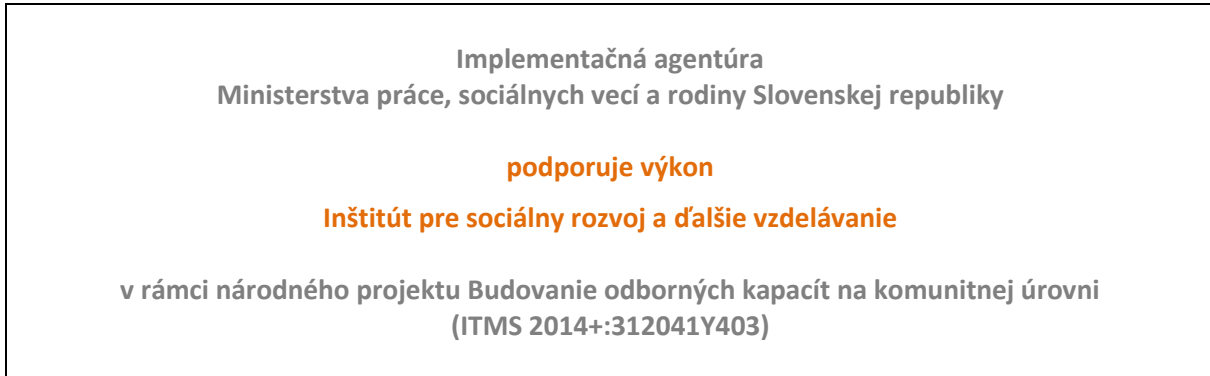 Implementačná agentúra
Ministerstva práce, sociálnych vecí a rodiny Slovenskej republiky
podporuje výkon
Inštitút pre sociálny rozvoj a ďalšie vzdelávanie
v rámci národného projektu Budovanie odborných kapacít na komunitnej úrovni
(ITMS 2014+:312041Y403)